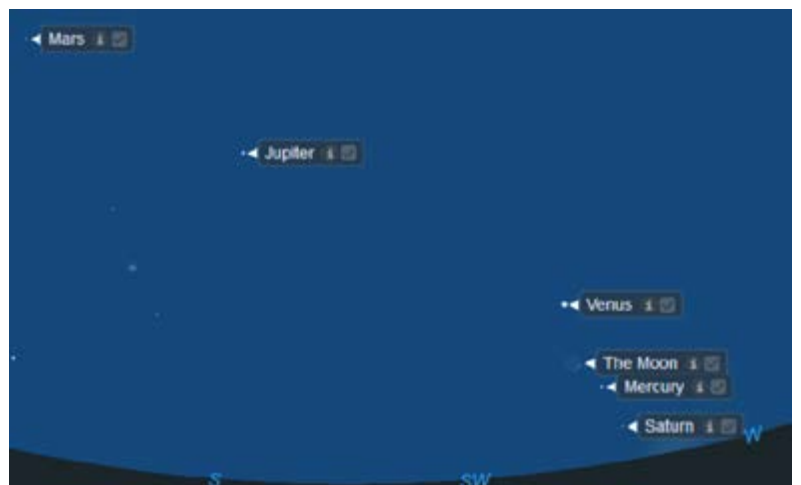 Mars i
Jupiter i
Venus i
The Moon i
Mercury i
Saturn i
W
S
SW